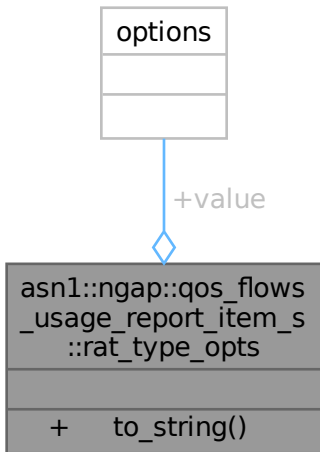 options
+value
asn1::ngap::qos_flows
_usage_report_item_s
::rat_type_opts
+ to_string()